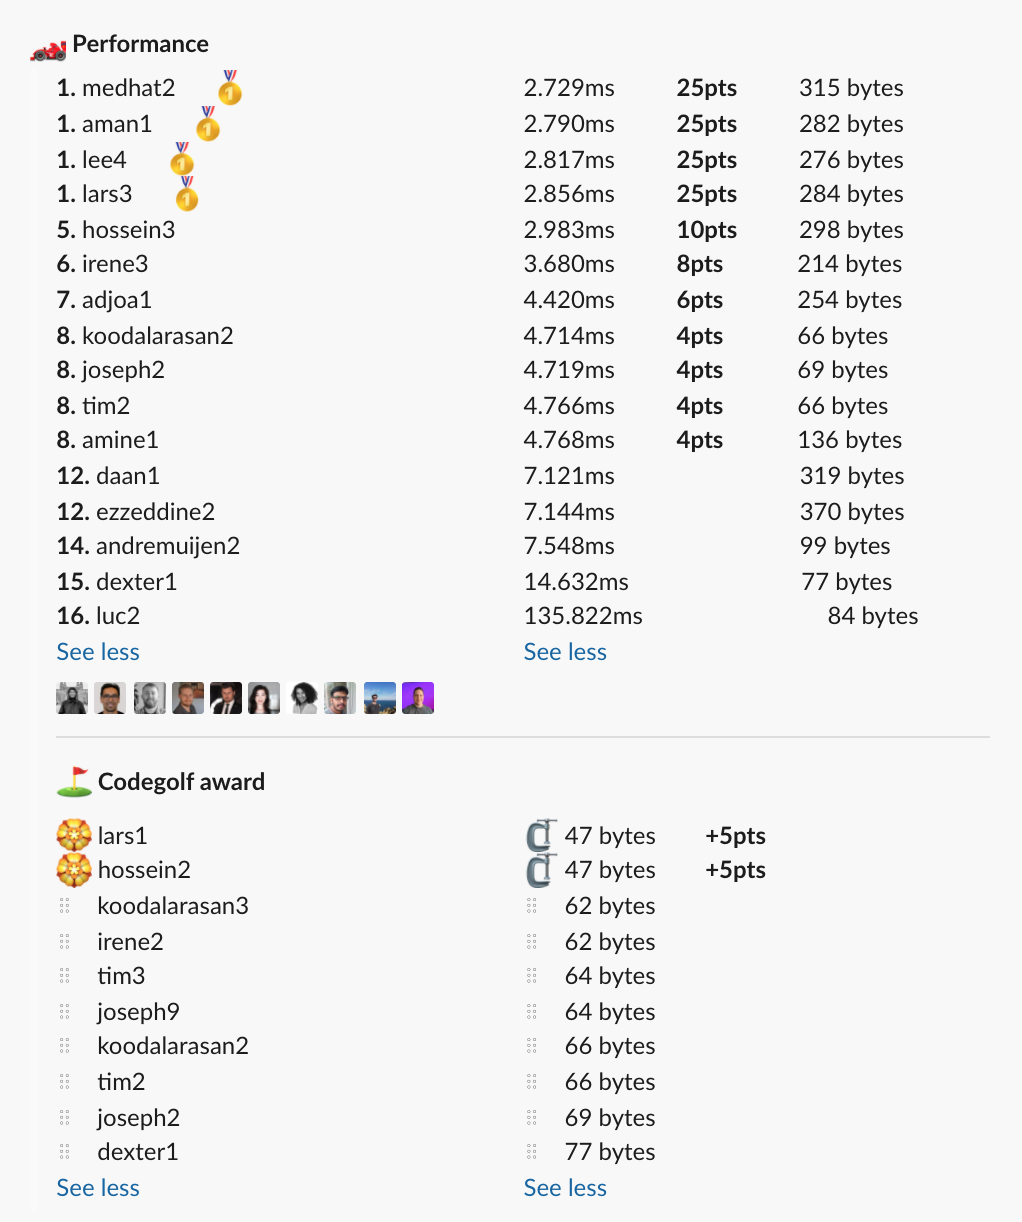 Performance
1. medhat2 2.729ms 25pts 315 bytes
1. aman1 2.790ms 25pts 282 bytes
1. lee4 2.817ms 25pts 276 bytes
1. lars3 2.856ms 25pts 284 bytes
5. hossein3 2.983ms 10pts 298 bytes
6. irene3 3.680ms 8pts 214 bytes
7. adjoa1 4.420ms 6pts 254 bytes
8. koodalarasan2 4.714ms 4pts 66 bytes
8. joseph2 4.719ms 4pts 69 bytes
8. tim2 4.766ms 4pts 66 bytes
8. amine1 4.768ms 4pts 136 bytes
12. daan1 7.121ms 319 bytes
12. ezzeddine2 7.144ms 370 bytes
14. andremuijen2 7.548ms 99 bytes
15. dexter1 14.632ms 77 bytes
16. luc2 135.822ms 84 bytes
See less See less
Codegolf award
lars1 47 bytes +5pts
hossein2 47 bytes +5pts
koodalarasan3 62 bytes
irene2 62 bytes
tim3 64 bytes
joseph9 64 bytes
koodalarasan2 66 bytes
tim2 66 bytes
joseph2 69 bytes
dexter1 77 bytes
See less See less